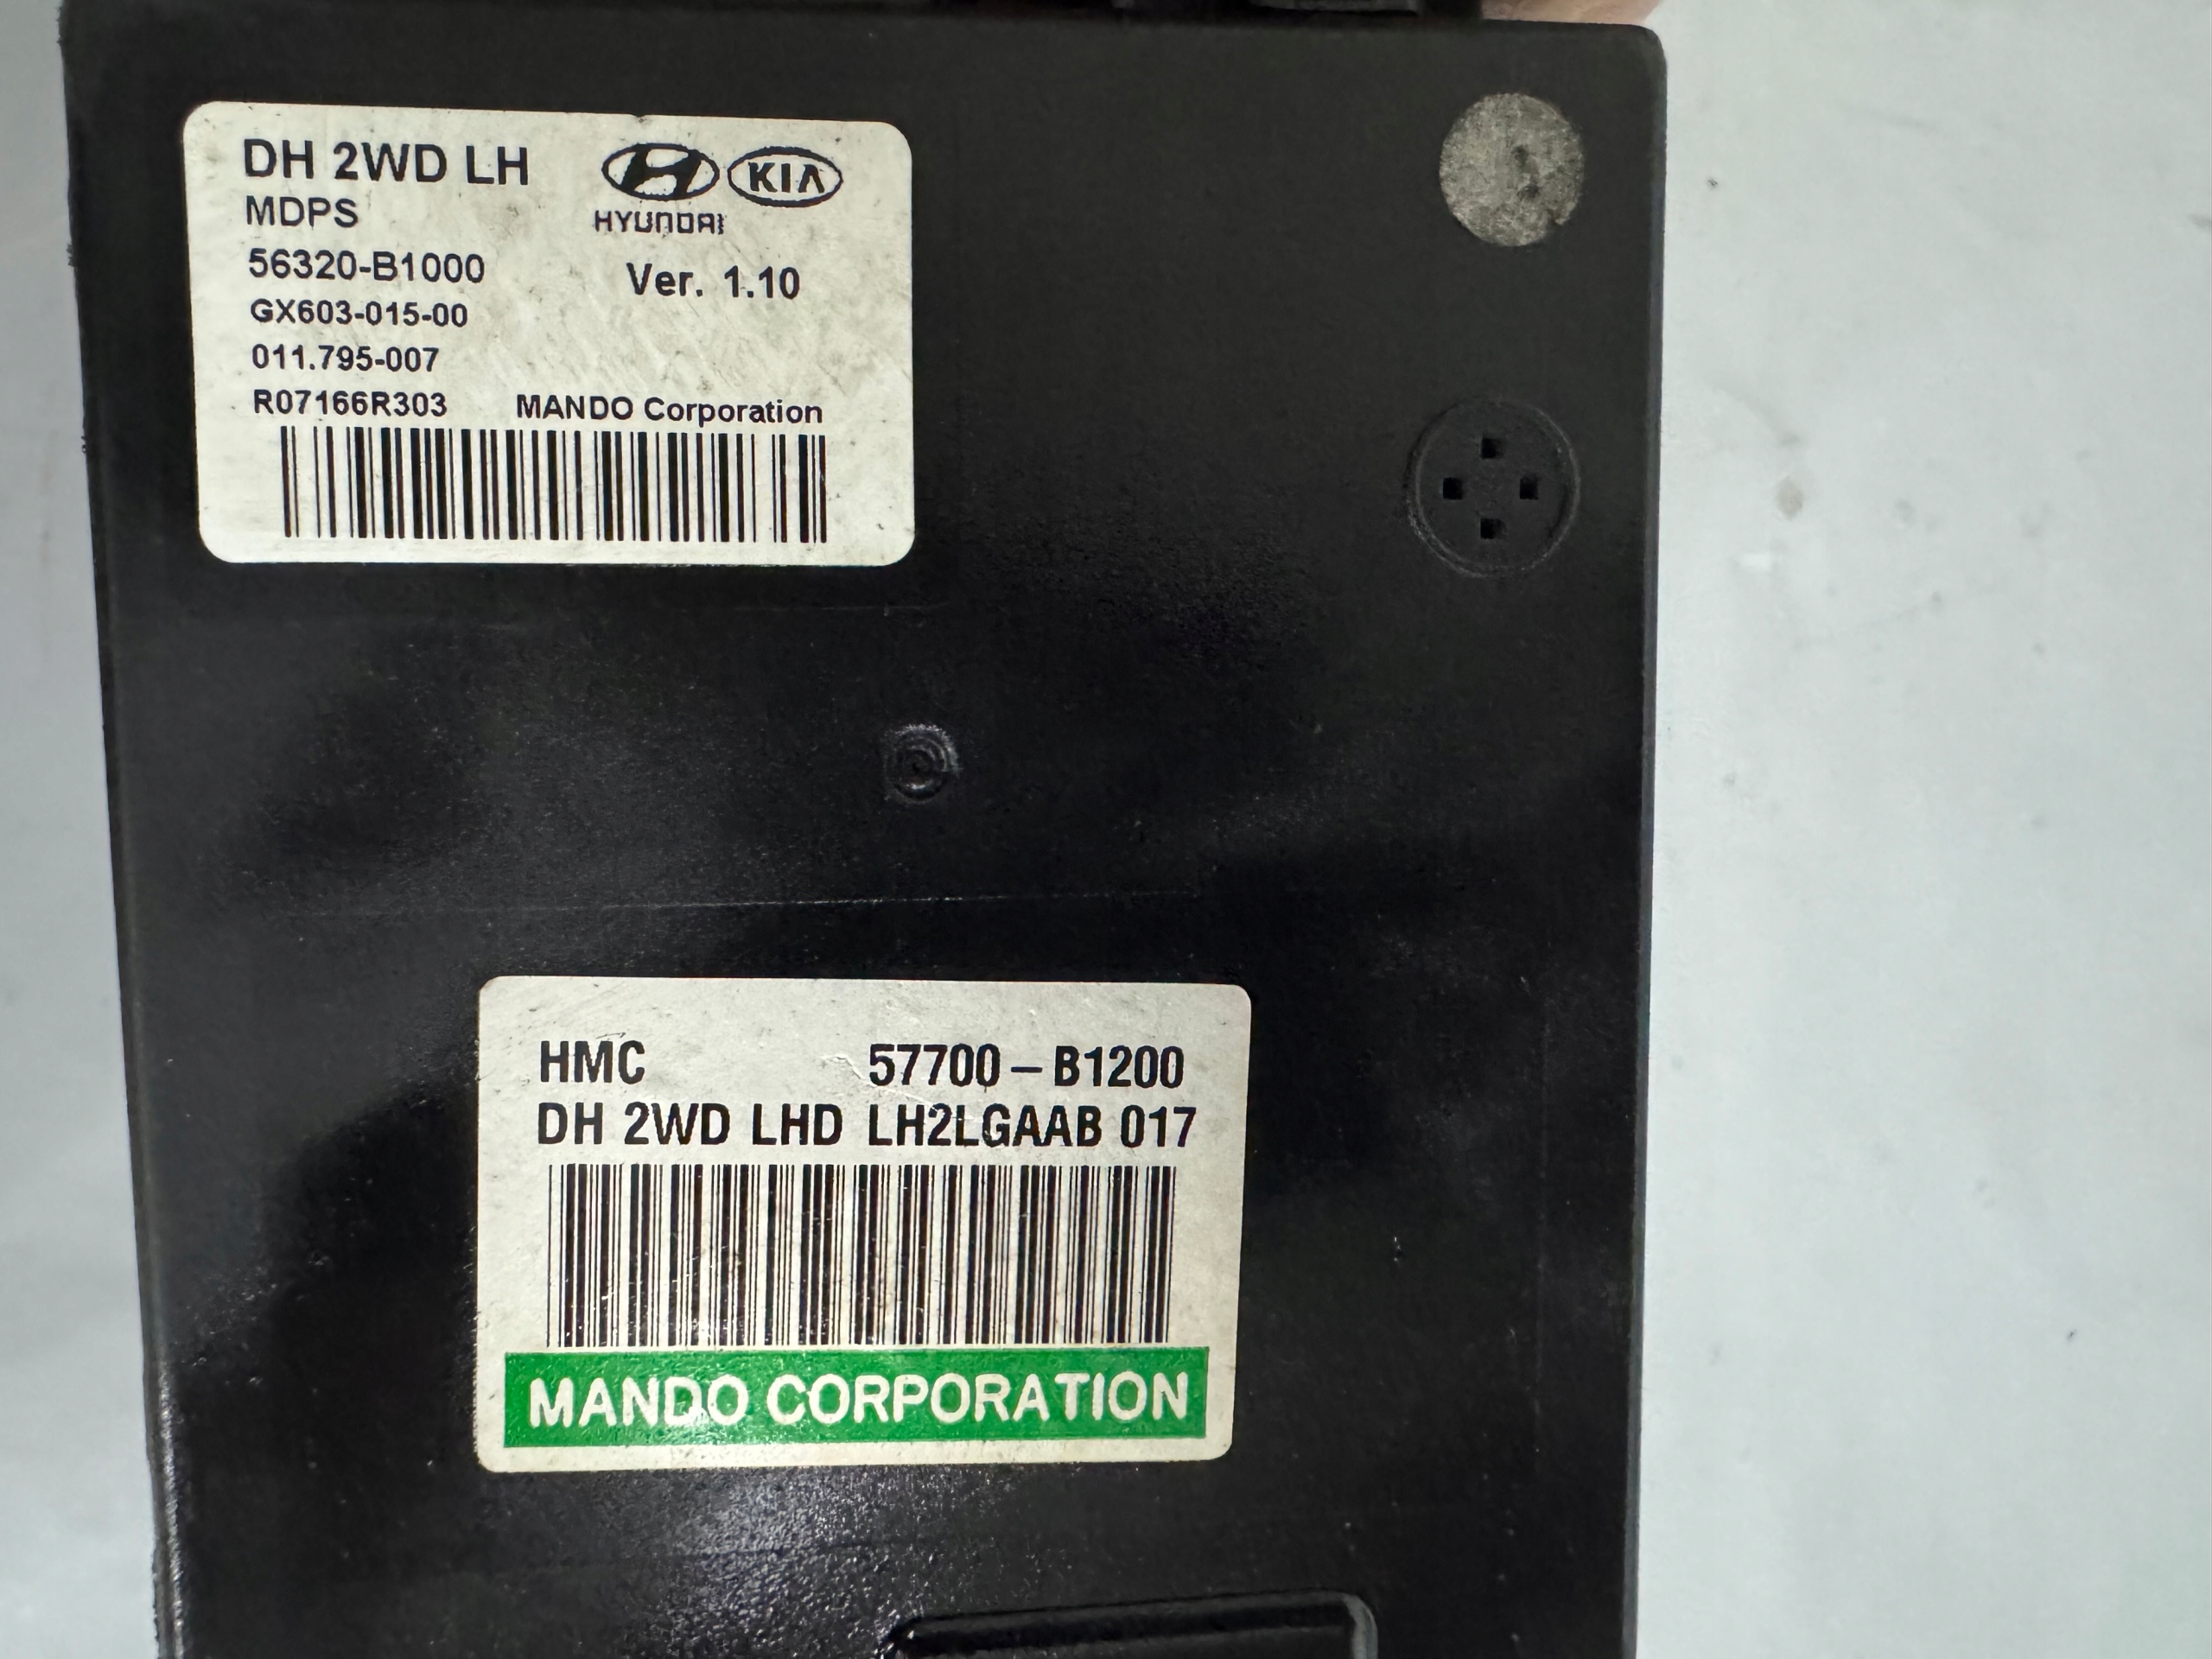 DH 2WD LH
KIA
MDPS
HYUNDAI
56320-B1000
Ver. 1.10
GX603-015-00
011.795-007
R07166R303 MANDO Corporation
HMC 57700-B1200
DH 2WD LHD LH2LGAAB 017
MANDO CORPORATION